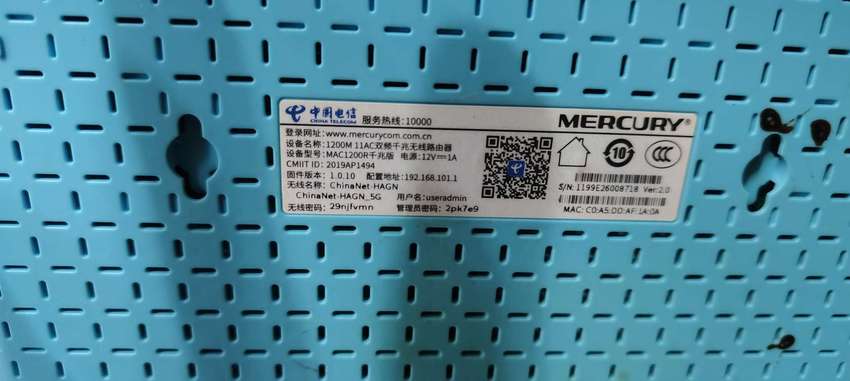 中国电信
CHINA TELECOM
服务热线:10000
MERCURY®
登录网址:www.mercurycom.com.cn
设备名称:1200M 11AC双频千兆无线路由器
设备型号:MAC1200R千兆版 电源:12V⎓1A
CMIIT ID: 2019AP1494
固件版本: 1.0.10 配置地址: 192.168.101.1
无线名称: ChinaNet-HAGN
ChinaNet-HAGN_5G 用户名:useradmin
无线密码: 29njfvmn 管理员密码: 2pk7e9
10
CCC
S/N: 1199E26008718 Ver:2.0
MAC: C0:A5:DD:AF:1A:0A